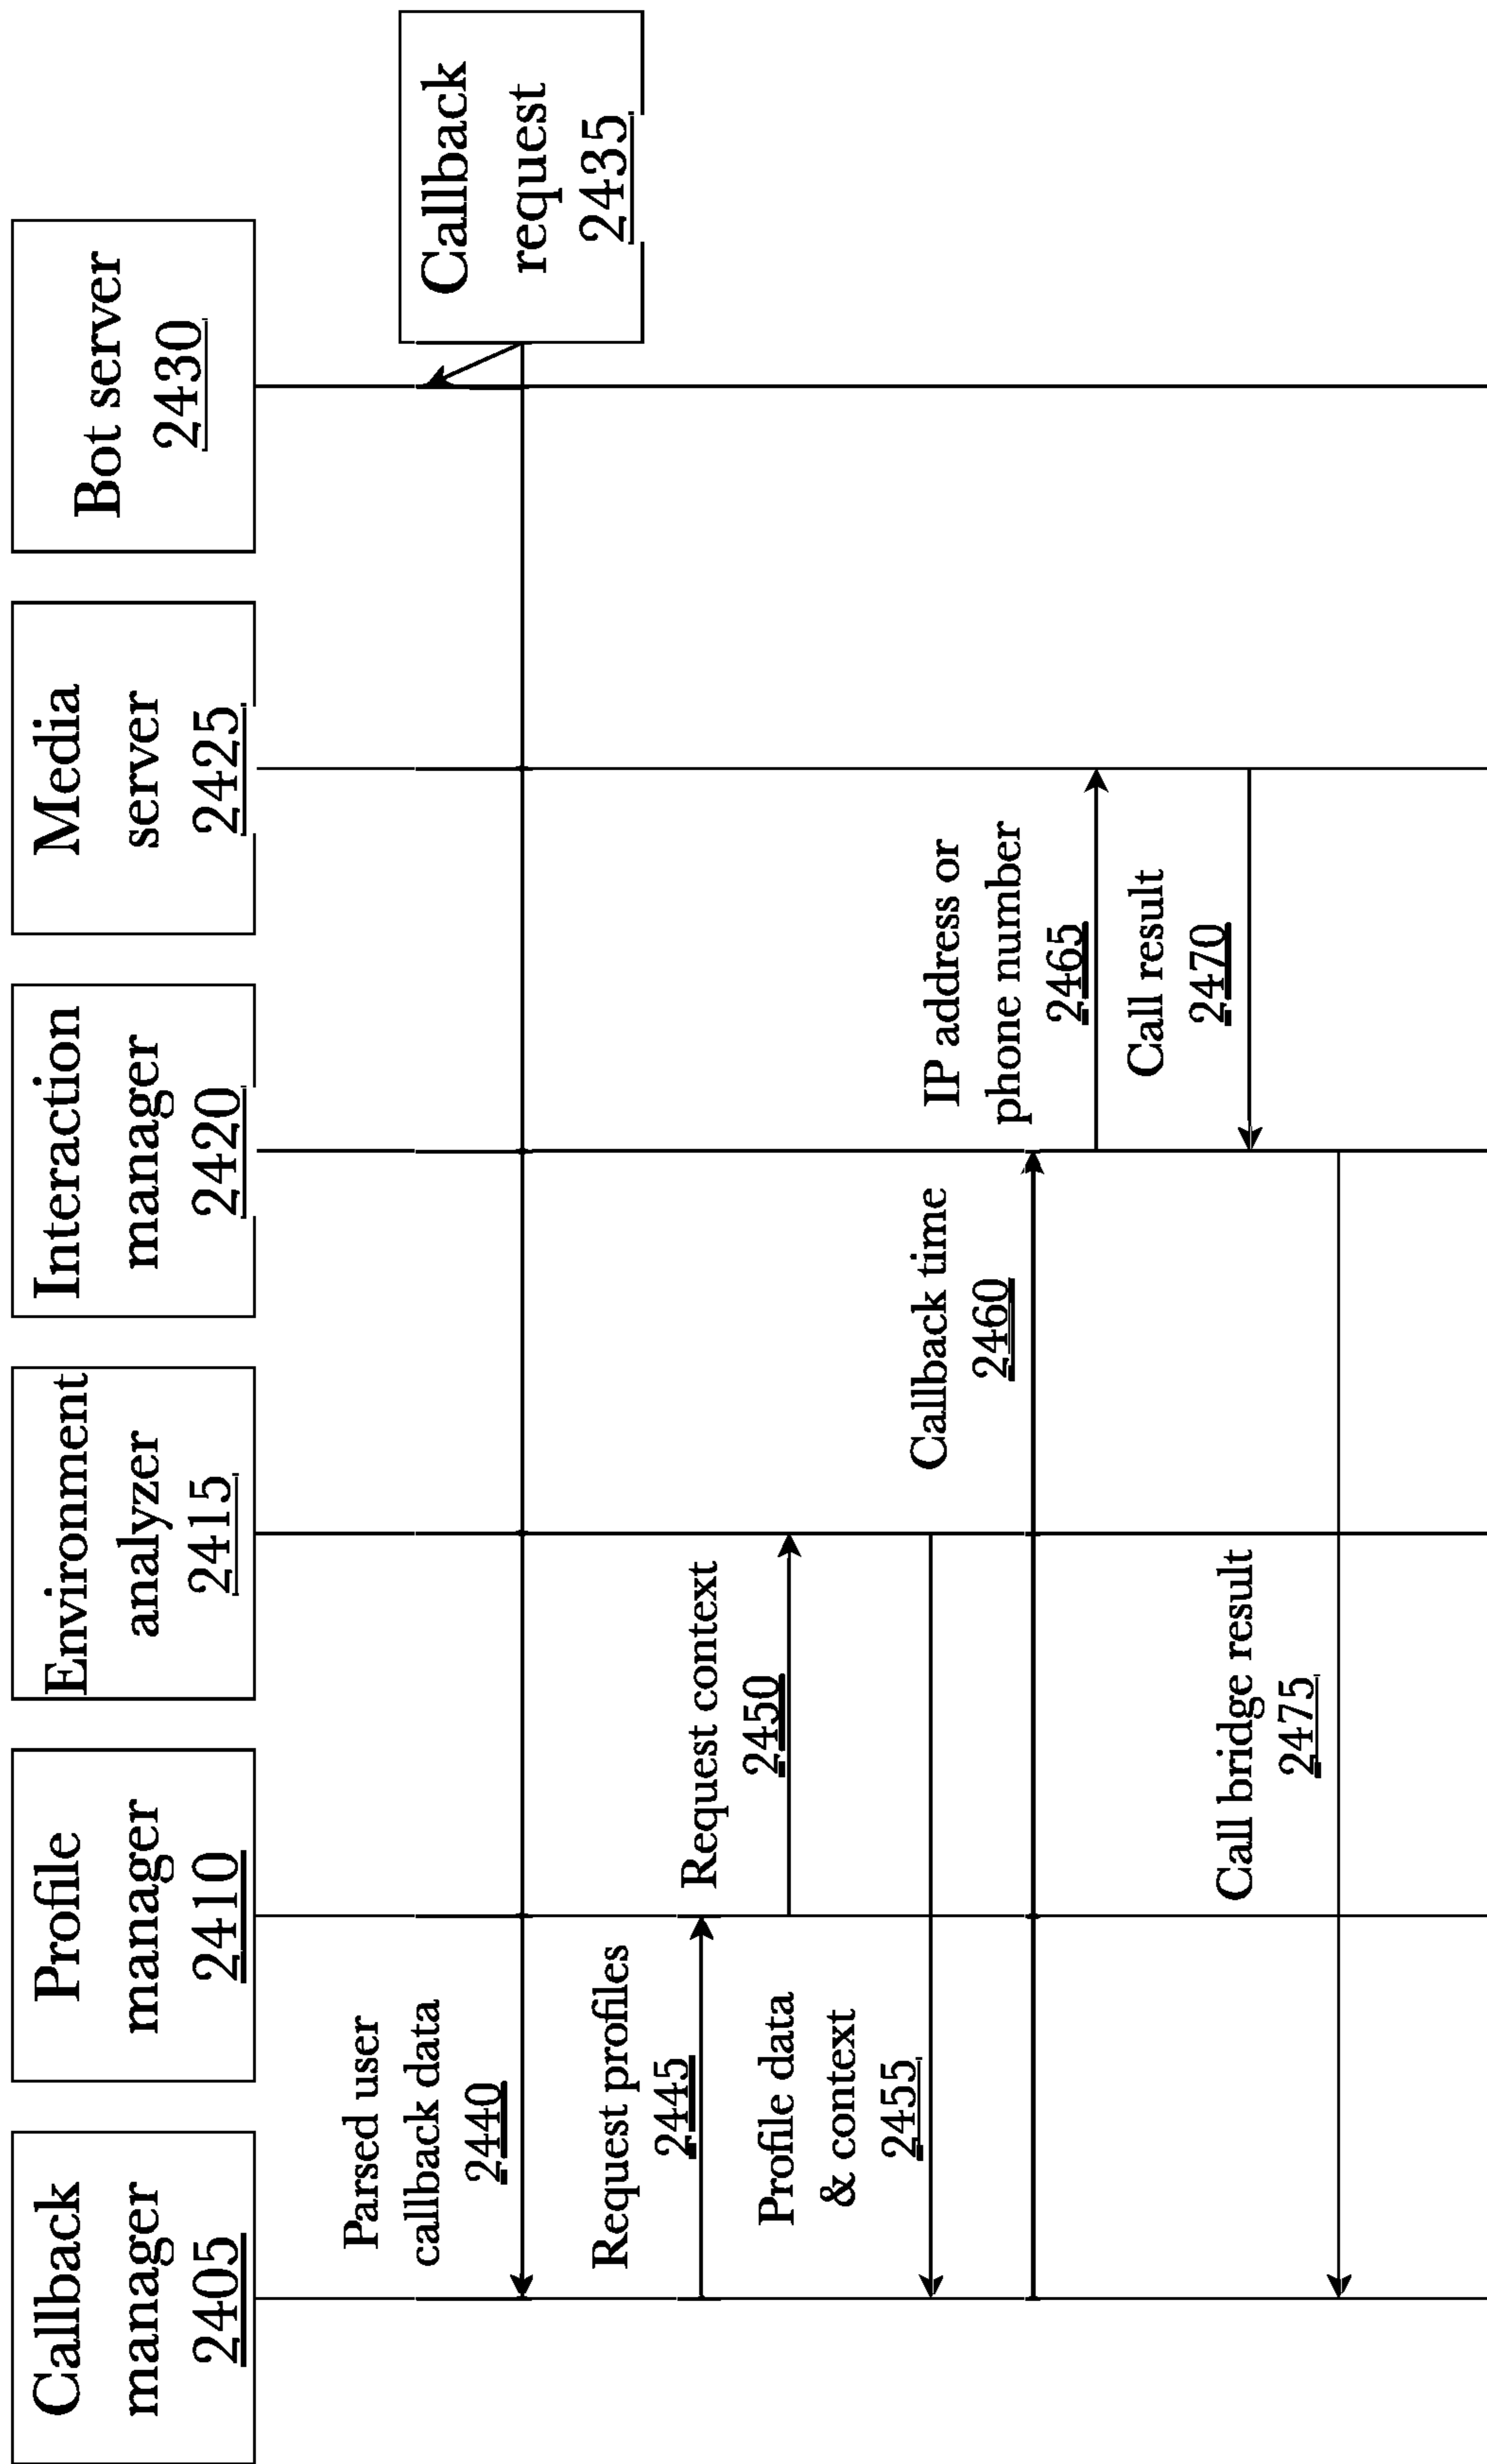 Callback
manager
2405
Profile
manager
2410
Environment
analyzer
2415
Interaction
manager
2420
Media
server
2425
Bot server
2430
Callback
request
2435
Parsed user
callback data
2440
Request profiles
2445
Request context
2450
Profile data
& context
2455
Callback time
2460
IP address or
phone number
2465
Call result
2470
Call bridge result
2475